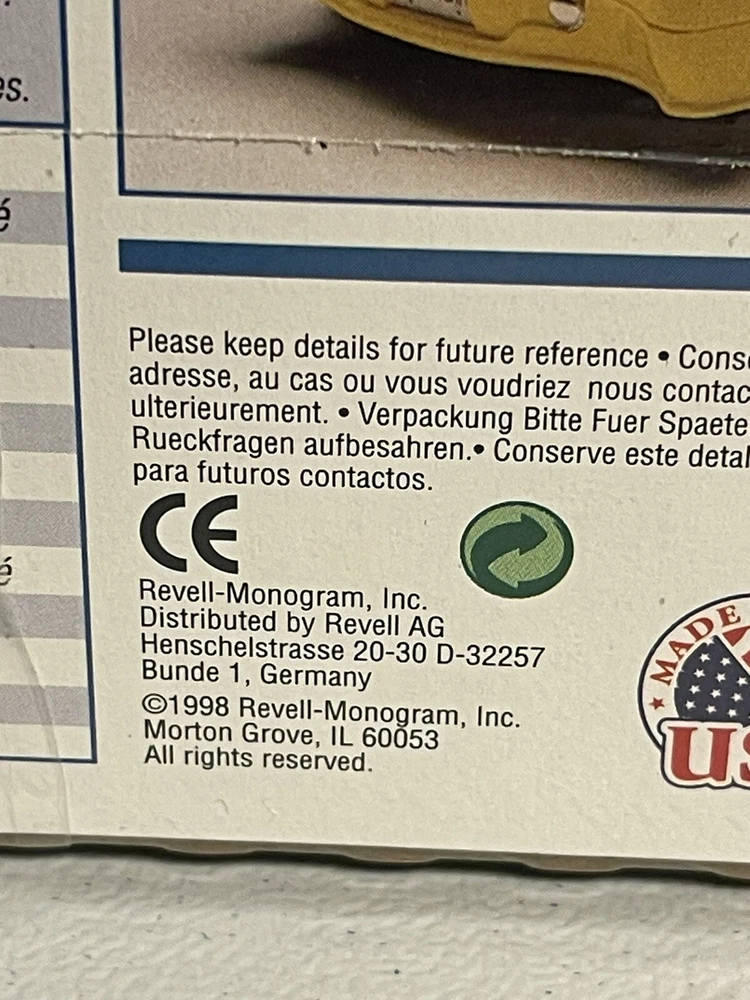 es.
é
Please keep details for future reference • Conse
adresse, au cas ou vous voudriez nous contac
ulterieurement. • Verpackung Bitte Fuer Spaete
Rueckfragen aufbesahren.• Conserve este detal
para futuros contactos.
CE
é
Revell-Monogram, Inc.
Distributed by Revell AG
Henschelstrasse 20-30 D-32257
Bunde 1, Germany
©1998 Revell-Monogram, Inc.
Morton Grove, IL 60053
All rights reserved.
MADE
US